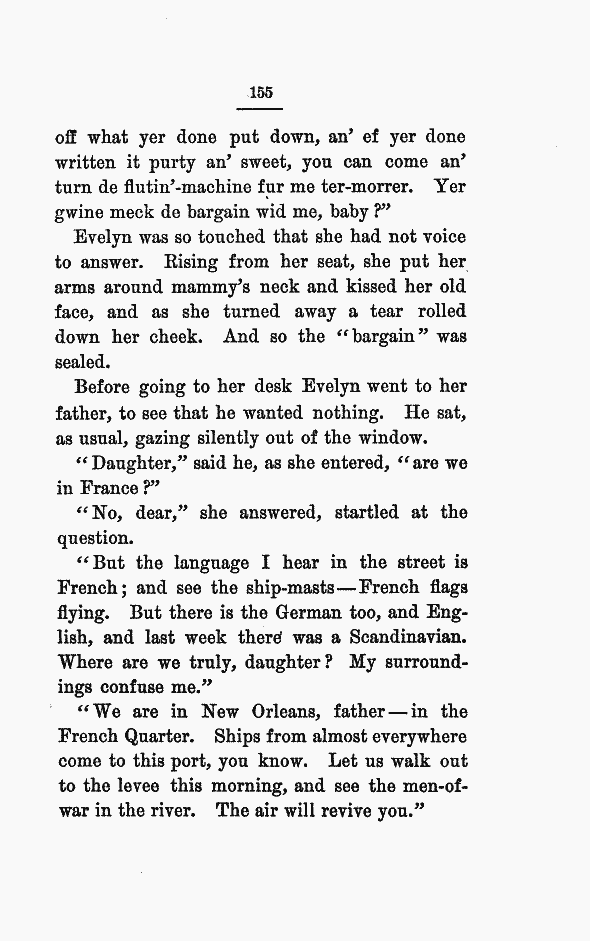 155
off what yer done put down, an’ ef yer done
written it purty an’ sweet, you can come an’
turn de flutin’-machine fur me ter-morrer. Yer
gwine meck de bargain wid me, baby?”
Evelyn was so touched that she had not voice
to answer. Rising from her seat, she put her
arms around mammy’s neck and kissed her old
face, and as she turned away a tear rolled
down her cheek. And so the “bargain” was
sealed.
Before going to her desk Evelyn went to her
father, to see that he wanted nothing. He sat,
as usual, gazing silently out of the window.
“Daughter,” said he, as she entered, “are we
in France?”
“No, dear,” she answered, startled at the
question.
“But the language I hear in the street is
French; and see the ship-masts—French flags
flying. But there is the German too, and Eng-
lish, and last week there was a Scandinavian.
Where are we truly, daughter? My surround-
ings confuse me.”
“We are in New Orleans, father—in the
French Quarter. Ships from almost everywhere
come to this port, you know. Let us walk out
to the levee this morning, and see the men-of-
war in the river. The air will revive you.”